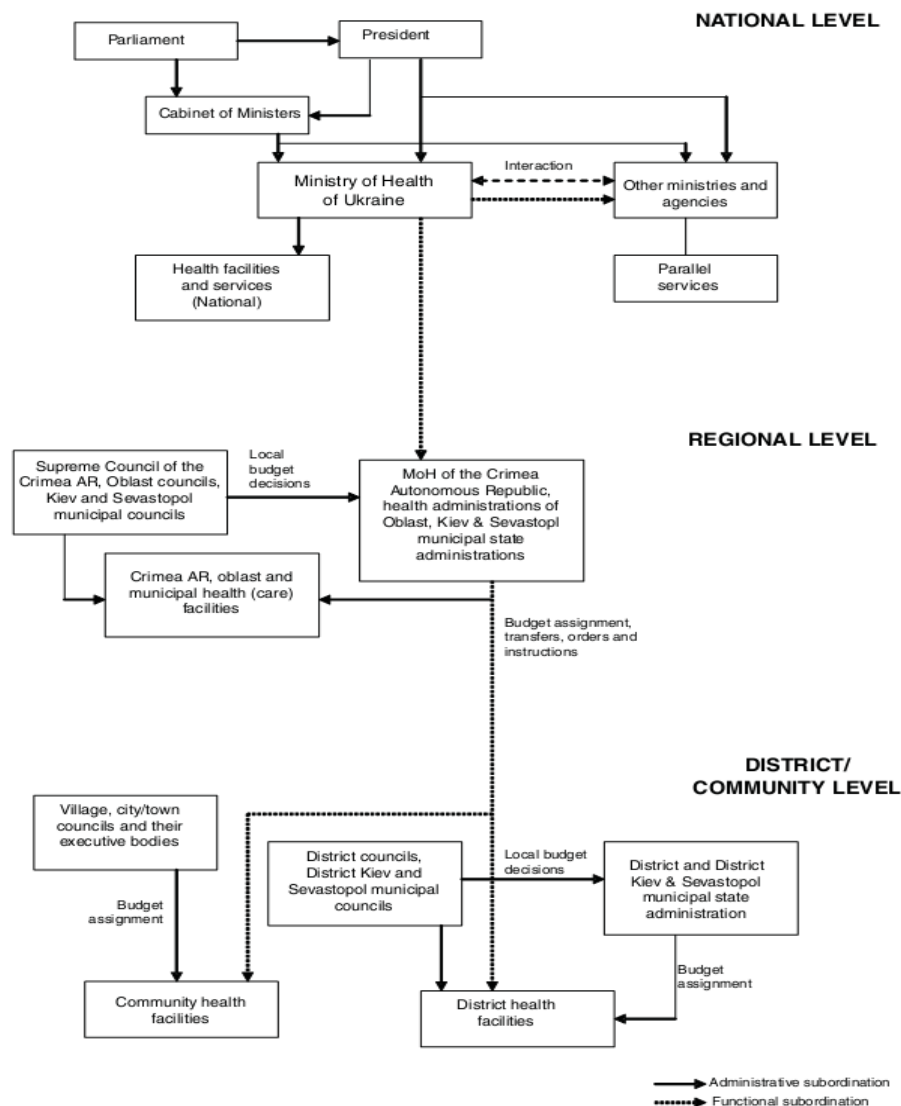 NATIONAL LEVEL
Parliament
President
Cabinet of Ministers
Interaction
Ministry of Health
of Ukraine
Other ministries and
agencies
Health facilities
and services
(National)
Parallel
services
REGIONAL LEVEL
Supreme Council of the
Crimea AR, Oblast councils,
Kiev and Sevastopol
municipal councils
Local
budget
decisions
MoH of the Crimea
Autonomous Republic,
health administrations of
Oblast, Kiev & Sevastopl
municipal state
administrations
Crimea AR, oblast and
municipal health (care)
facilities
Budget assignment,
transfers, orders and
instructions
DISTRICT/
COMMUNITY LEVEL
Village, city/town
councils and their
executive bodies
District councils,
District Kiev and
Sevastopol municipal
councils
Local budget
decisions
District and District
Kiev & Sevastopol
municipal state
administration
Budget
assignment
Budget
assignment
Community health
facilities
District health
facilities
Administrative subordination
Functional subordination